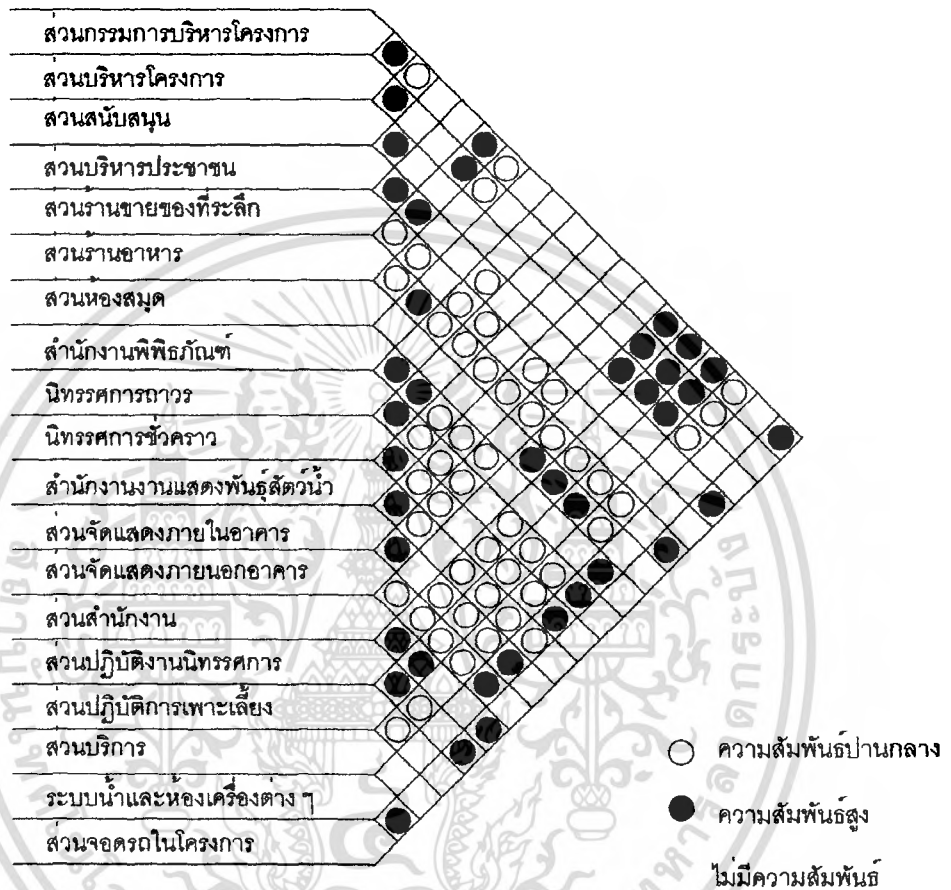 ส่วนกรรมการบริหารโครงการ
ส่วนบริหารโครงการ
ส่วนสนับสนุน
ส่วนบริหารประชาชน
ส่วนร้านขายของที่ระลึก
ส่วนร้านอาหาร
ส่วนห้องสมุด
สำนักงานพิพิธภัณฑ์
นิทรรศการถาวร
นิทรรศการชั่วคราว
สำนักงานงานแสดงพันธุ์สัตว์น้ำ
ส่วนจัดแสดงภายในอาคาร
ส่วนจัดแสดงภายนอกอาคาร
ส่วนสำนักงาน
ส่วนปฏิบัติงานนิทรรศการ
ส่วนปฏิบัติการเพาะเลี้ยง
ส่วนบริการ
ระบบน้ำและห้องเครื่องต่าง ๆ
ส่วนจอดรถในโครงการ
ความสัมพันธ์ปานกลาง
ความสัมพันธ์สูง
ไม่มีความสัมพันธ์